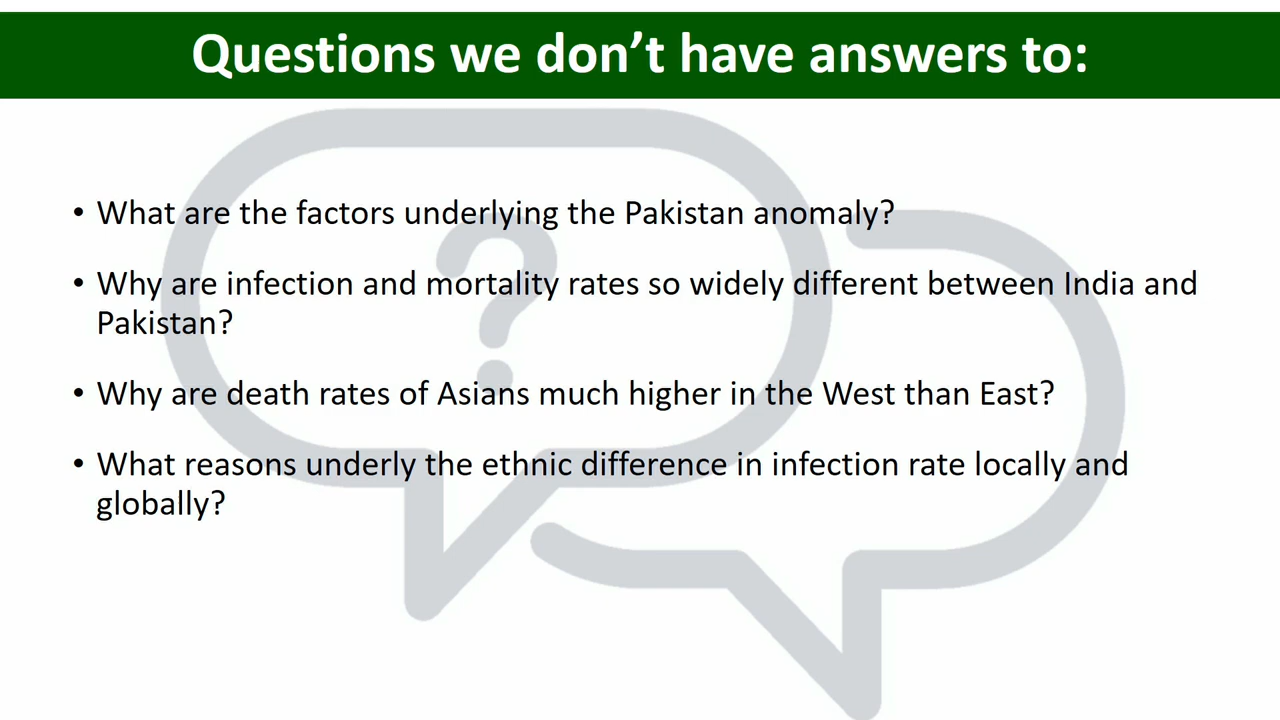 Questions we don’t have answers to:
• What are the factors underlying the Pakistan anomaly?
• Why are infection and mortality rates so widely different between India and
Pakistan?
• Why are death rates of Asians much higher in the West than East?
• What reasons underly the ethnic difference in infection rate locally and
globally?